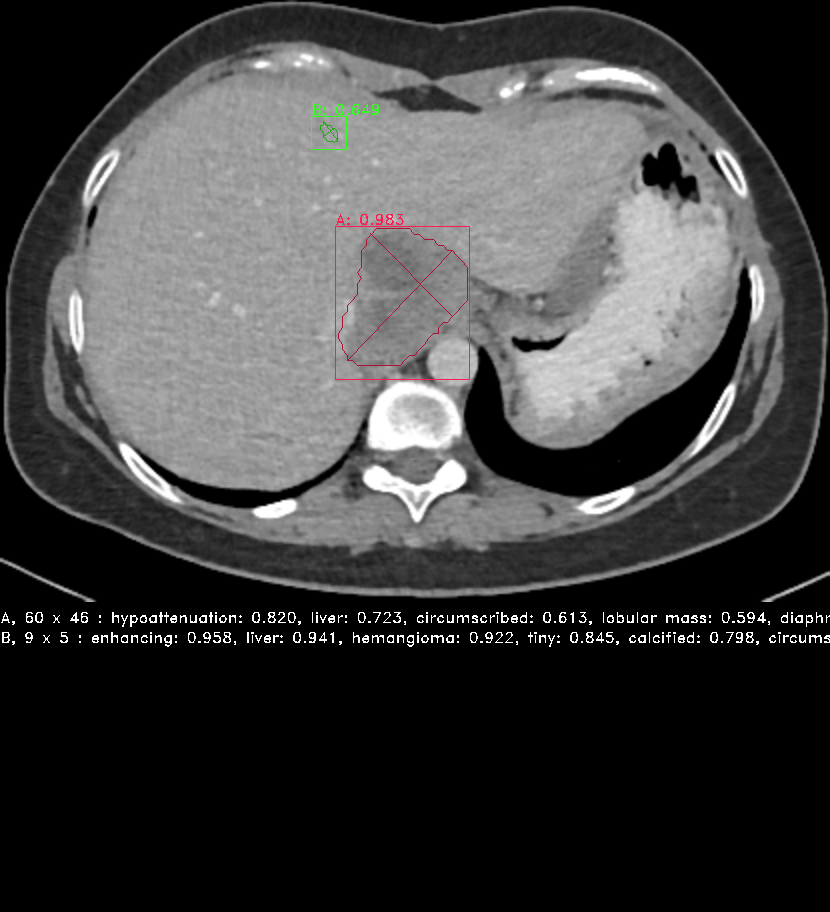 B: 0.649
A: 0.983
A, 60 x 46 : hypoattenuation: 0.820, liver: 0.723, circumscribed: 0.613, lobular mass: 0.594,
B, 9 x 5 : enhancing: 0.958, liver: 0.941, hemangioma: 0.922, tiny: 0.845, calcified: 0.798,